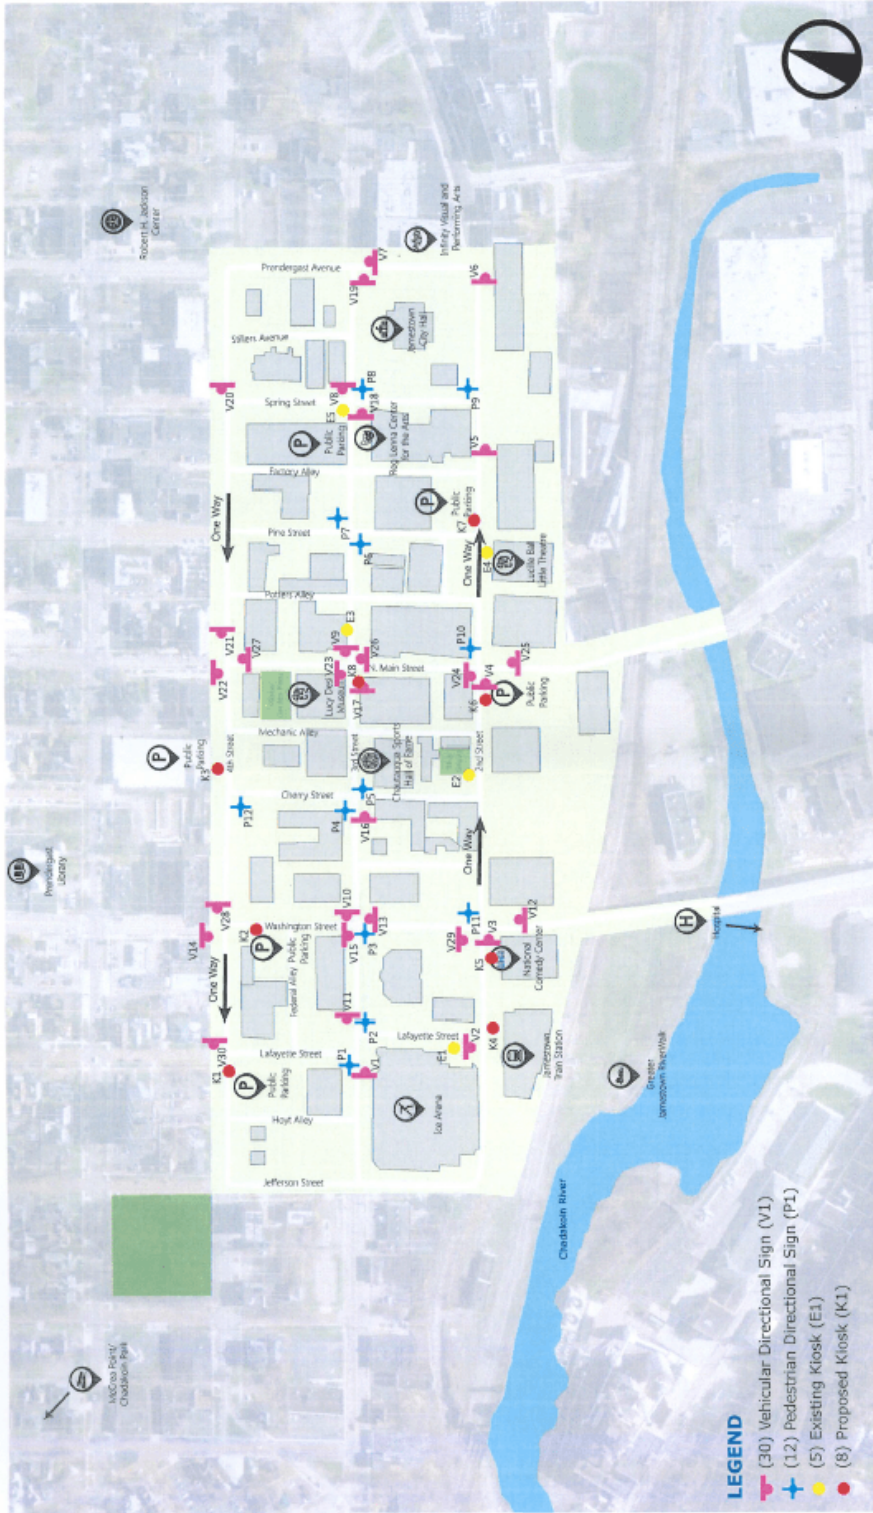 McCrea Point/
Chadakoin Park
Prendergast
Library
Robert H. Jackson
Center
Public
Parking
K3
4th Street
K1
V30
V14
V28
V22
V21
V20
One Way
One Way
Public
Parking
K2
Public
Parking
P12
V27
Jefferson Street
Hoyt Alley
Lafayette Street
Federal Alley
Washington Street
Cherry Street
Mechanic Alley
N. Main Street
Potters Alley
Pine Street
Factory Alley
Spring Street
Stillers Avenue
Prendergast Avenue
Lucy Desi
Museum
Public
Parking
P1
V1
V11
P2
V10
V15
P3
V13
P4
V16
P5
3rd Street
V17
K8
V23
V9
V26
E3
P6
P7
E5
V18
V8
P8
V19
V7
Ice Arena
Chautauqua Sports
Hall of Fame
Reg Lenna Center
for the Arts
Jamestown
City Hall
Infinity Visual and
Performing Arts
Public
Parking
Lafayette Street
E1
V2
K4
V29
K5
V3
P11
V12
One Way
E2
2nd Street
K6
V4
V24
P10
V25
One Way
E4
K7
V5
P9
V6
Jamestown
Train Station
National
Comedy Center
Public
Parking
Lucille Ball
Little Theatre
Greater
Jamestown RiverWalk
Hospital
H
Chadakoin River
LEGEND
(30) Vehicular Directional Sign (V1)
(12) Pedestrian Directional Sign (P1)
(5) Existing Kiosk (E1)
(8) Proposed Kiosk (K1)